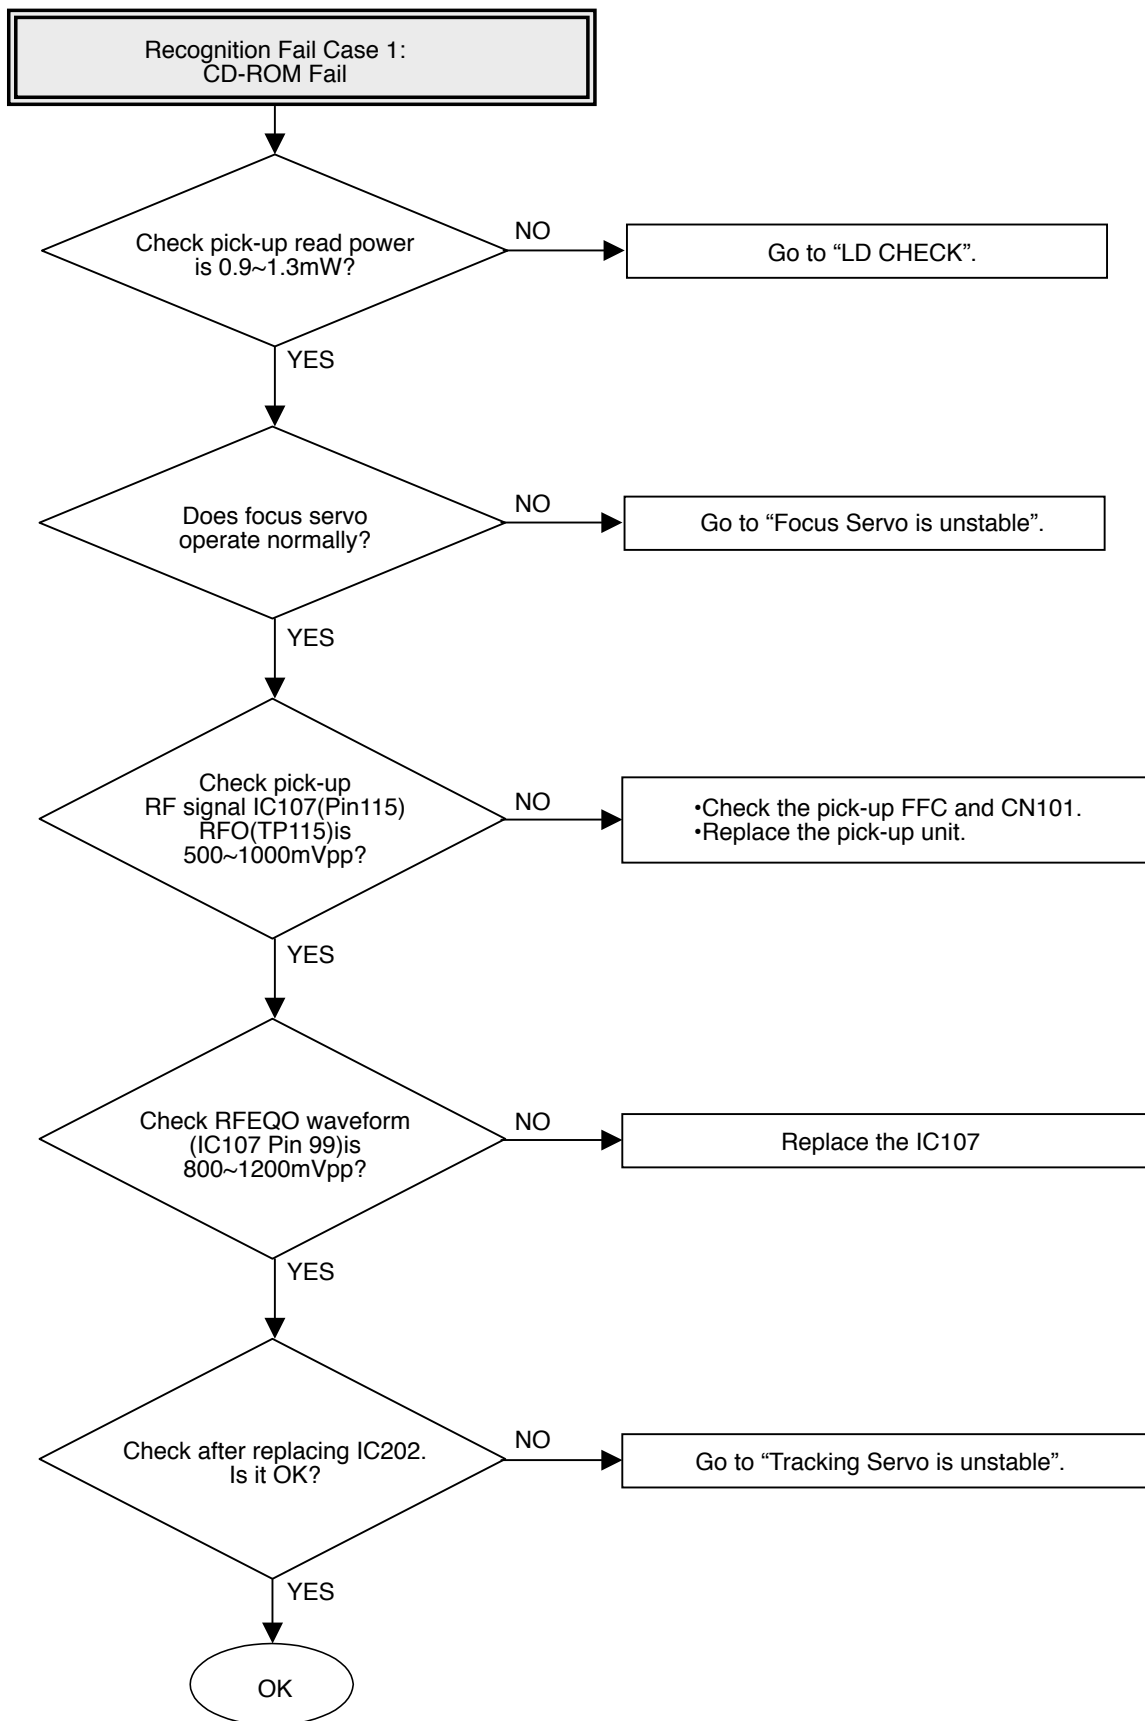 Recognition Fail Case 1:
CD-ROM Fail
Check pick-up read power
is 0.9~1.3mW?
NO
Go to “LD CHECK”.
YES
Does focus servo
operate normally?
NO
Go to “Focus Servo is unstable”.
YES
Check pick-up
RF signal IC107(Pin115)
RFO(TP115)is
500~1000mVpp?
NO
•Check the pick-up FFC and CN101.
•Replace the pick-up unit.
YES
Check RFEQO waveform
(IC107 Pin 99)is
800~1200mVpp?
NO
Replace the IC107
YES
Check after replacing IC202.
Is it OK?
NO
Go to “Tracking Servo is unstable”.
YES
OK